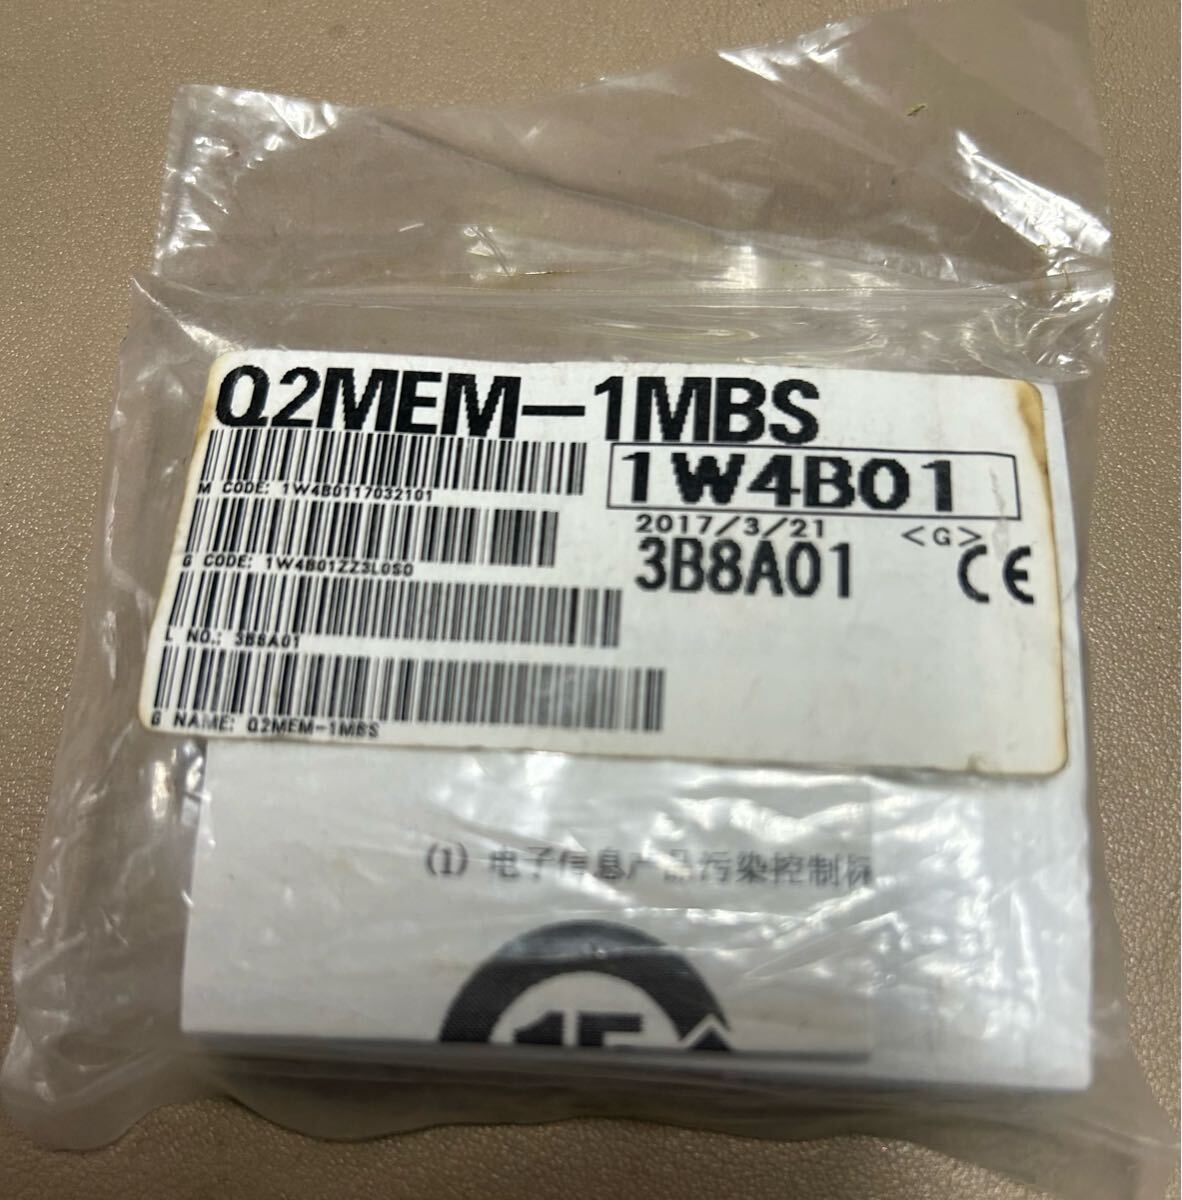 Q2MEM-1MBS
M CODE: 1W4B0117032101
1W4B01
2017/3/21 <G>
G CODE: 1W4B01ZZ3L0S0
3B8A01 CE
L NO.: 3B8A01
G NAME: Q2MEM-1MBS
(1) 电子信息产品污染控制标
15